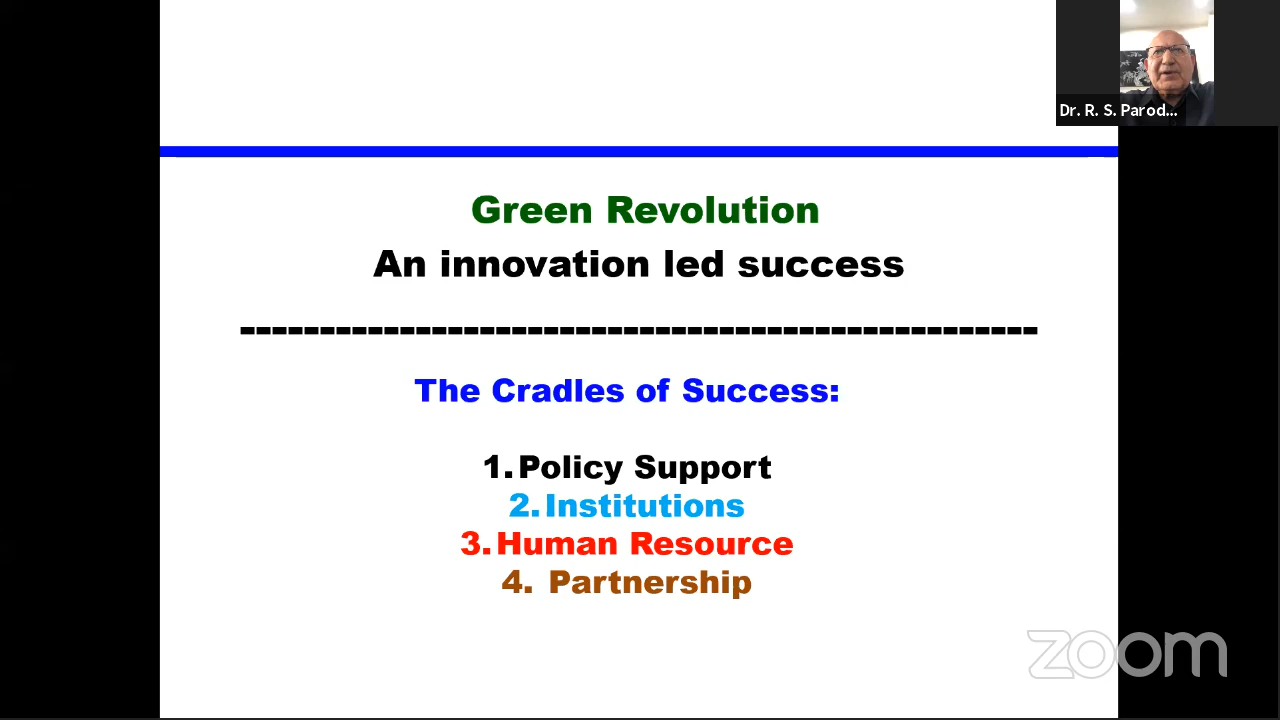 Dr. R. S. Parod...
Green Revolution
An innovation led success
--------------------------------------------------
The Cradles of Success:
1. Policy Support
2. Institutions
3. Human Resource
4. Partnership
zoom